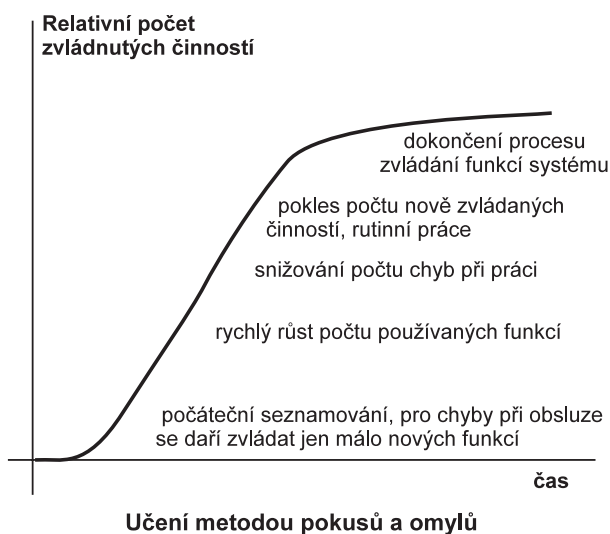 Relativní počet
zvládnutých činností
dokončení procesu
zvládání funkcí systému
pokles počtu nově zvládaných
činností, rutinní práce
snižování počtu chyb při práci
rychlý růst počtu používaných funkcí
počáteční seznamování, pro chyby při obsluze
se daří zvládat jen málo nových funkcí
čas
Učení metodou pokusů a omylů